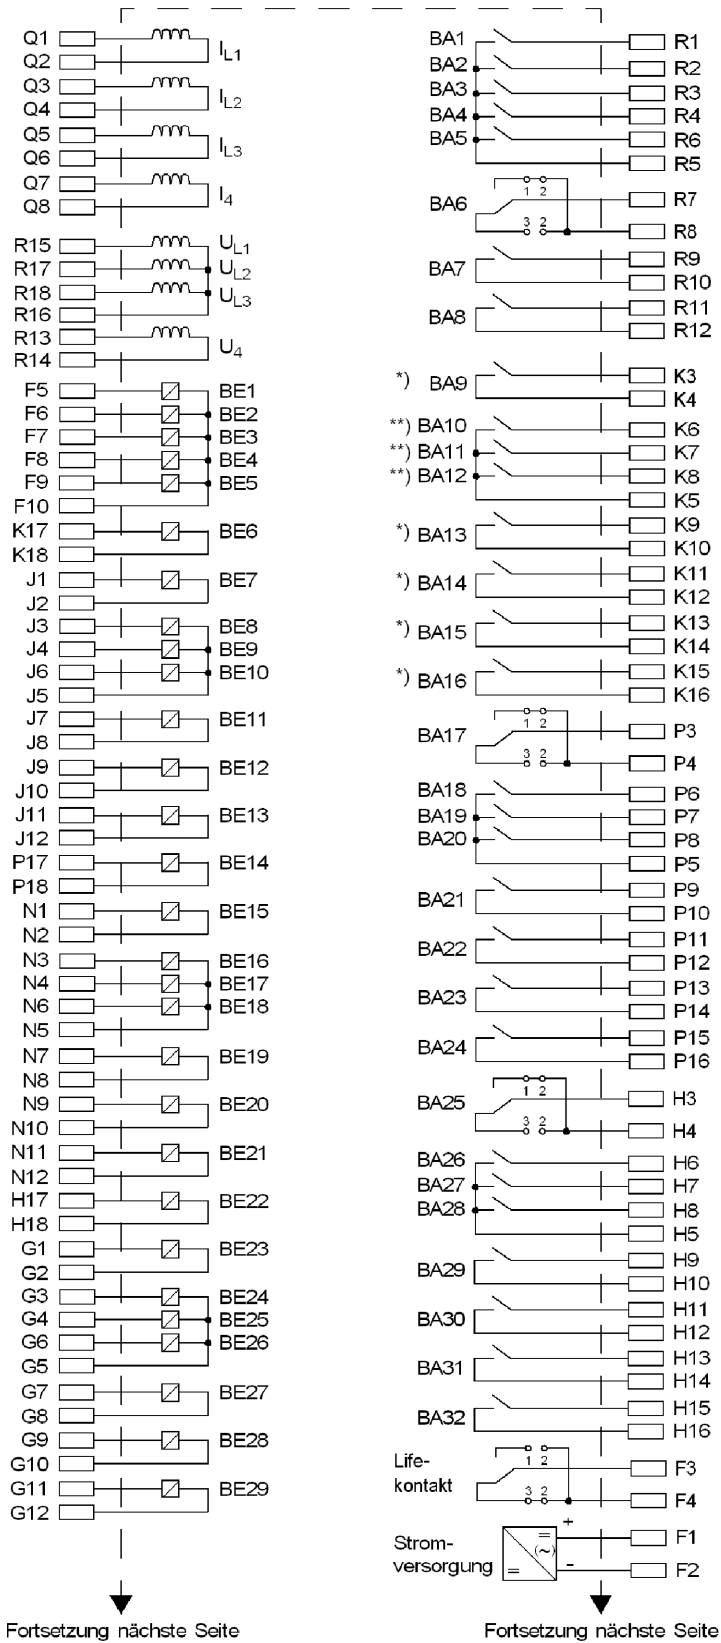 Q1
Q2 I_L1
Q3
Q4 I_L2
Q5
Q6 I_L3
Q7
Q8 I_4
R15 U_L1
R17 U_L2
R18 U_L3
R16
R13
R14 U_4
F5 BE1
F6 BE2
F7 BE3
F8 BE4
F9 BE5
F10
K17 BE6
K18
J1 BE7
J2
J3 BE8
J4 BE9
J6 BE10
J5
J7 BE11
J8
J9 BE12
J10
J11 BE13
J12
P17 BE14
P18
N1 BE15
N2
N3 BE16
N4 BE17
N6 BE18
N5
N7 BE19
N8
N9 BE20
N10
N11 BE21
N12
H17 BE22
H18
G1 BE23
G2
G3 BE24
G4 BE25
G6 BE26
G5
G7 BE27
G8
G9 BE28
G10
G11 BE29
G12
Fortsetzung nächste Seite
BA1 R1
BA2 R2
BA3 R3
BA4 R4
BA5 R6
R5
1 2
BA6 R7
3 2 R8
BA7 R9
R10
BA8 R11
R12
*) BA9 K3
K4
**) BA10 K6
**) BA11 K7
**) BA12 K8
K5
*) BA13 K9
K10
*) BA14 K11
K12
*) BA15 K13
K14
*) BA16 K15
K16
1 2
BA17 P3
3 2 P4
BA18 P6
BA19 P7
BA20 P8
P5
BA21 P9
P10
BA22 P11
P12
BA23 P13
P14
BA24 P15
P16
1 2
BA25 H3
3 2 H4
BA26 H6
BA27 H7
BA28 H8
H5
BA29 H9
H10
BA30 H11
H12
BA31 H13
H14
BA32 H15
H16
Life- 1 2 F3
kontakt 3 2 F4
+
Strom- = (~) F1
versorgung = - F2
Fortsetzung nächste Seite